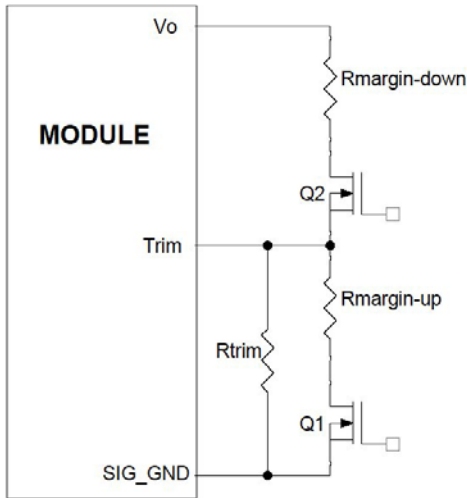 Vo
Rmargin-down
MODULE
Q2
Trim
Rmargin-up
Rtrim
Q1
SIG_GND